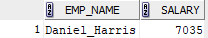 EMP_NAME SALARY
1 Daniel_Harris 7035